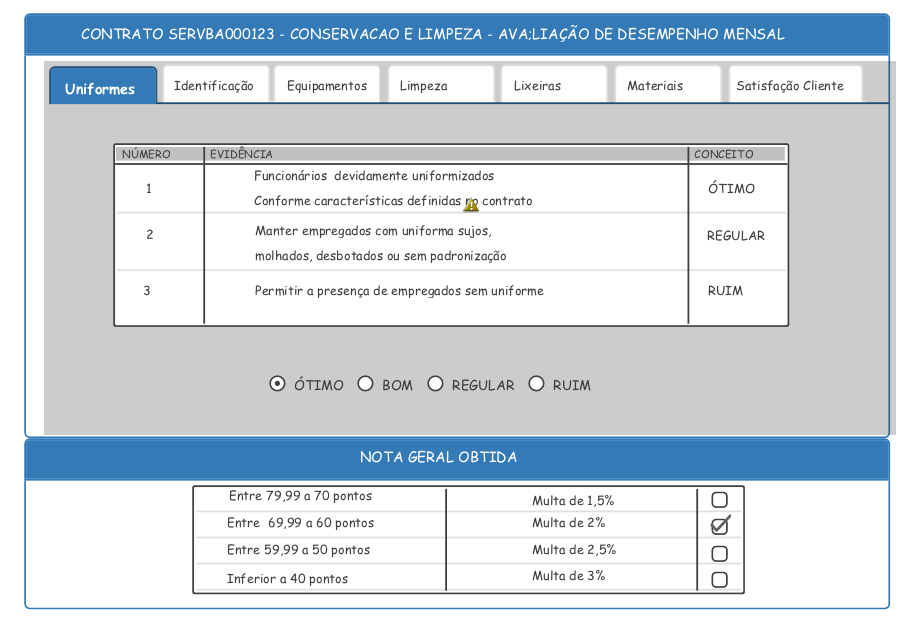 CONTRATO SERVBA000123 - CONSERVACAO E LIMPEZA - AVA;LIAÇÃO DE DESEMPENHO MENSAL
Uniformes Identificação Equipamentos Limpeza Lixeiras Materiais Satisfação Cliente
NÚMERO EVIDÊNCIA CONCEITO
1 Funcionários devidamente uniformizados ÓTIMO
Conforme características definidas no contrato
2 Manter empregados com uniforma sujos, REGULAR
molhados, desbotados ou sem padronização
3 Permitir a presença de empregados sem uniforme RUIM
ÓTIMO BOM REGULAR RUIM
NOTA GERAL OBTIDA
Entre 79,99 a 70 pontos Multa de 1,5%
Entre 69,99 a 60 pontos Multa de 2%
Entre 59,99 a 50 pontos Multa de 2,5%
Inferior a 40 pontos Multa de 3%